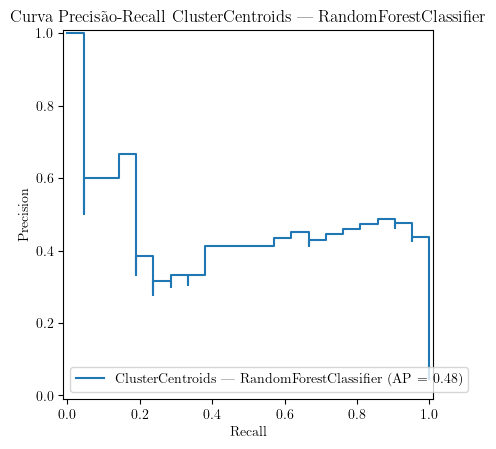 Curva Precisão-Recall ClusterCentroids — RandomForestClassifier
1.0
0.8
0.6
0.4
0.2
0.0
Precision
ClusterCentroids — RandomForestClassifier (AP = 0.48)
0.0 0.2 0.4 0.6 0.8 1.0
Recall